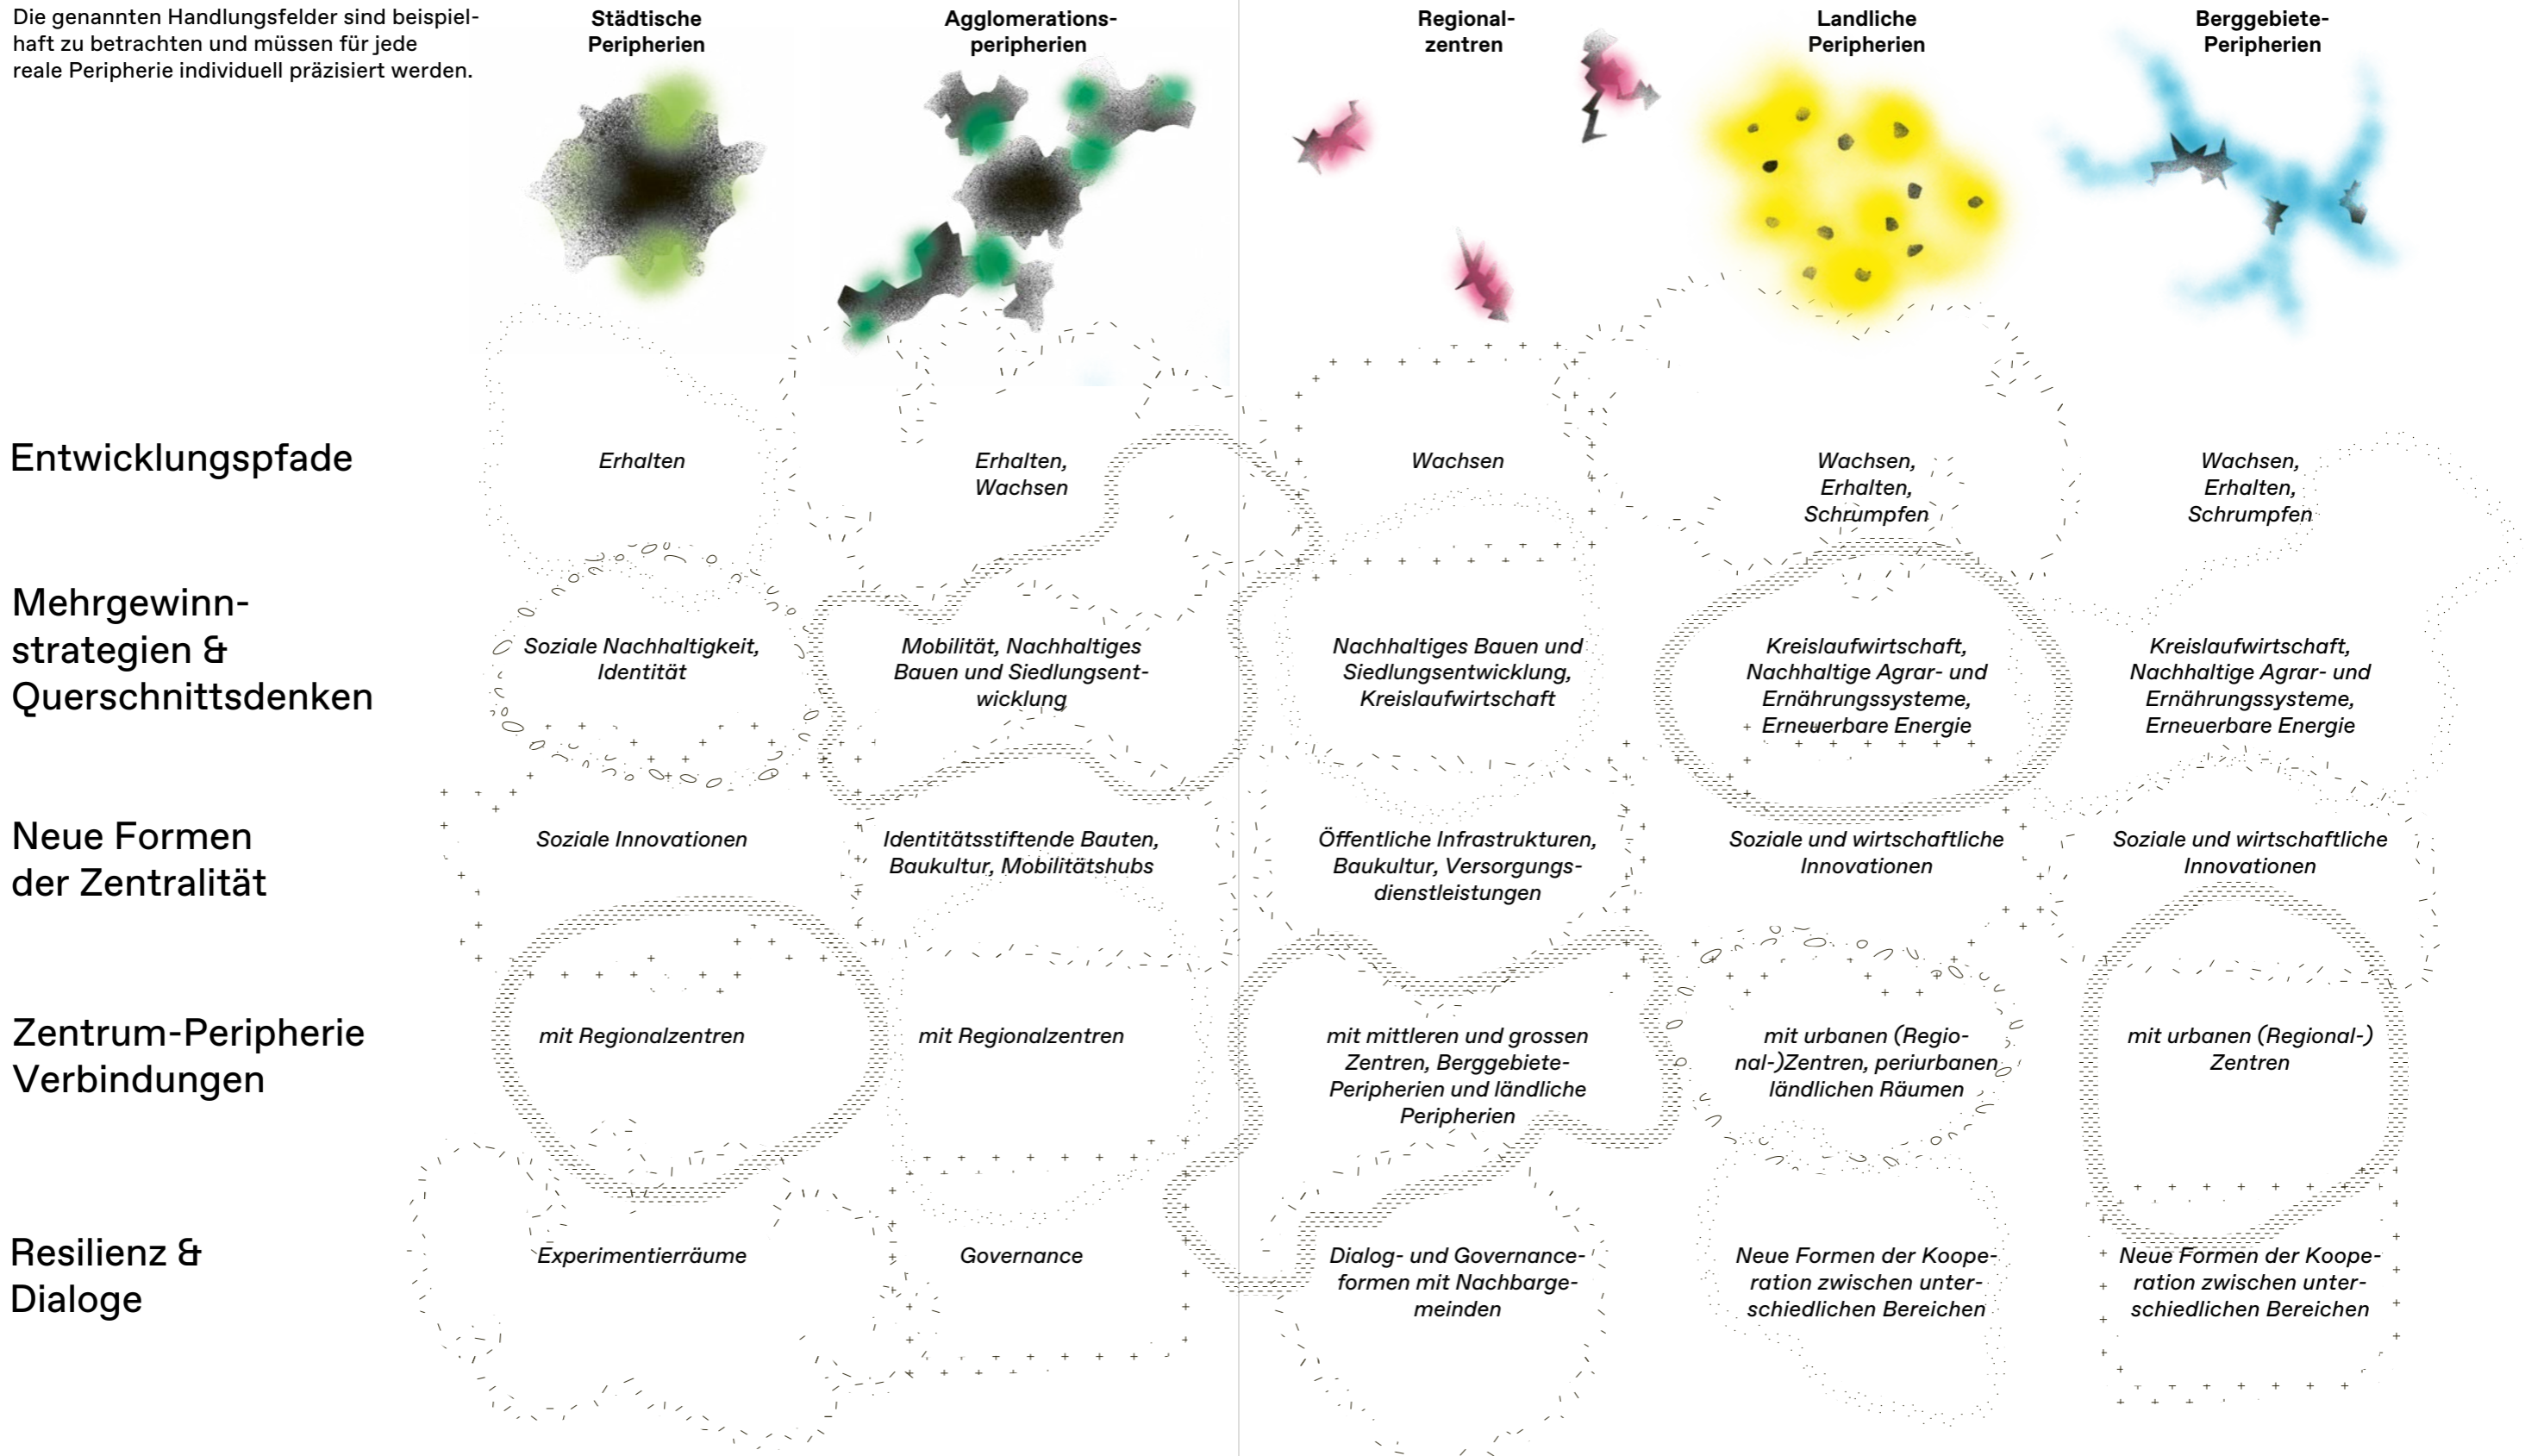 Die genannten Handlungsfelder sind beispiel-
haft zu betrachten und müssen für jede
reale Peripherie individuell präzisiert werden.
Städtische
Peripherien
Agglomerations-
peripherien
Regional-
zentren
Landliche
Peripherien
Berggebiete-
Peripherien
Entwicklungspfade
Erhalten
Erhalten,
Wachsen
Wachsen
Wachsen,
Erhalten,
Schrumpfen
Wachsen,
Erhalten,
Schrumpfen
Mehrgewinn-
strategien &
Querschnittsdenken
Soziale Nachhaltigkeit,
Identität
Mobilität, Nachhaltiges
Bauen und Siedlungsent-
wicklung
Nachhaltiges Bauen und
Siedlungsentwicklung,
Kreislaufwirtschaft
Kreislaufwirtschaft,
Nachhaltige Agrar- und
Ernährungssysteme,
Erneuerbare Energie
Kreislaufwirtschaft,
Nachhaltige Agrar- und
Ernährungssysteme,
Erneuerbare Energie
Neue Formen
der Zentralität
Soziale Innovationen
Identitätsstiftende Bauten,
Baukultur, Mobilitätshubs
Öffentliche Infrastrukturen,
Baukultur, Versorgungs-
dienstleistungen
Soziale und wirtschaftliche
Innovationen
Soziale und wirtschaftliche
Innovationen
Zentrum-Peripherie
Verbindungen
mit Regionalzentren
mit Regionalzentren
mit mittleren und grossen
Zentren, Berggebiete-
Peripherien und ländliche
Peripherien
mit urbanen (Regio-
nal-)Zentren, periurbanen
ländlichen Räumen
mit urbanen (Regional-)
Zentren
Resilienz &
Dialoge
Experimentierräume
Governance
Dialog- und Governance-
formen mit Nachbarge-
meinden
Neue Formen der Koope-
ration zwischen unter-
schiedlichen Bereichen
Neue Formen der Koope-
ration zwischen unter-
schiedlichen Bereichen